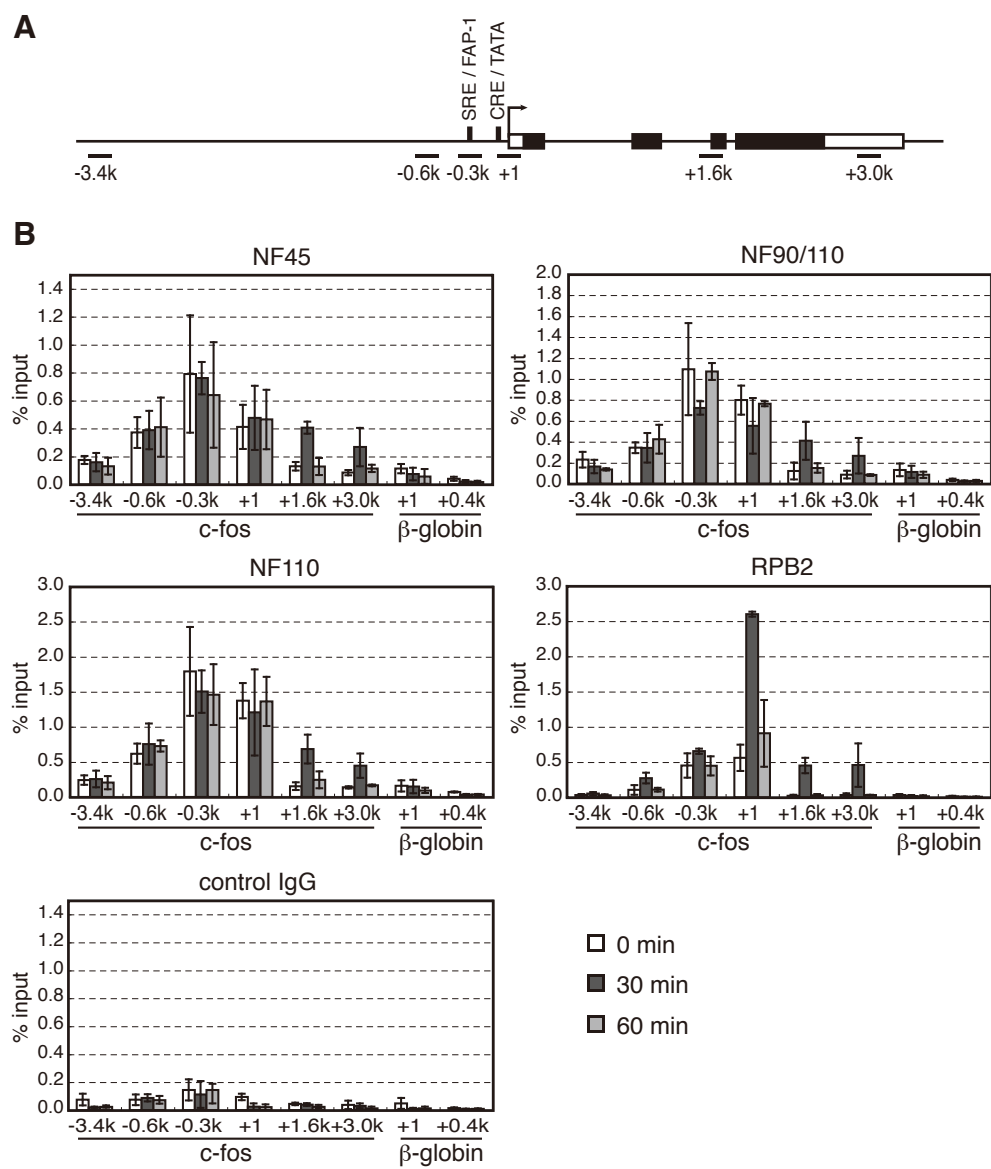 A
SRE / FAP-1
CRE / TATA
-3.4k -0.6k -0.3k +1 +1.6k +3.0k
B
NF45
% input
1.4
1.2
1.0
0.8
0.6
0.4
0.2
0.0
-3.4k -0.6k -0.3k +1 +1.6k +3.0k +1 +0.4k
c-fos β-globin
NF90/110
% input
2.0
1.8
1.6
1.4
1.2
1.0
0.8
0.6
0.4
0.2
0.0
-3.4k -0.6k -0.3k +1 +1.6k +3.0k +1 +0.4k
c-fos β-globin
NF110
% input
3.0
2.5
2.0
1.5
1.0
0.5
0.0
-3.4k -0.6k -0.3k +1 +1.6k +3.0k +1 +0.4k
c-fos β-globin
RPB2
% input
3.0
2.5
2.0
1.5
1.0
0.5
0.0
-3.4k -0.6k -0.3k +1 +1.6k +3.0k +1 +0.4k
c-fos β-globin
control IgG
% input
1.4
1.2
1.0
0.8
0.6
0.4
0.2
0.0
-3.4k -0.6k -0.3k +1 +1.6k +3.0k +1 +0.4k
c-fos β-globin
0 min
30 min
60 min